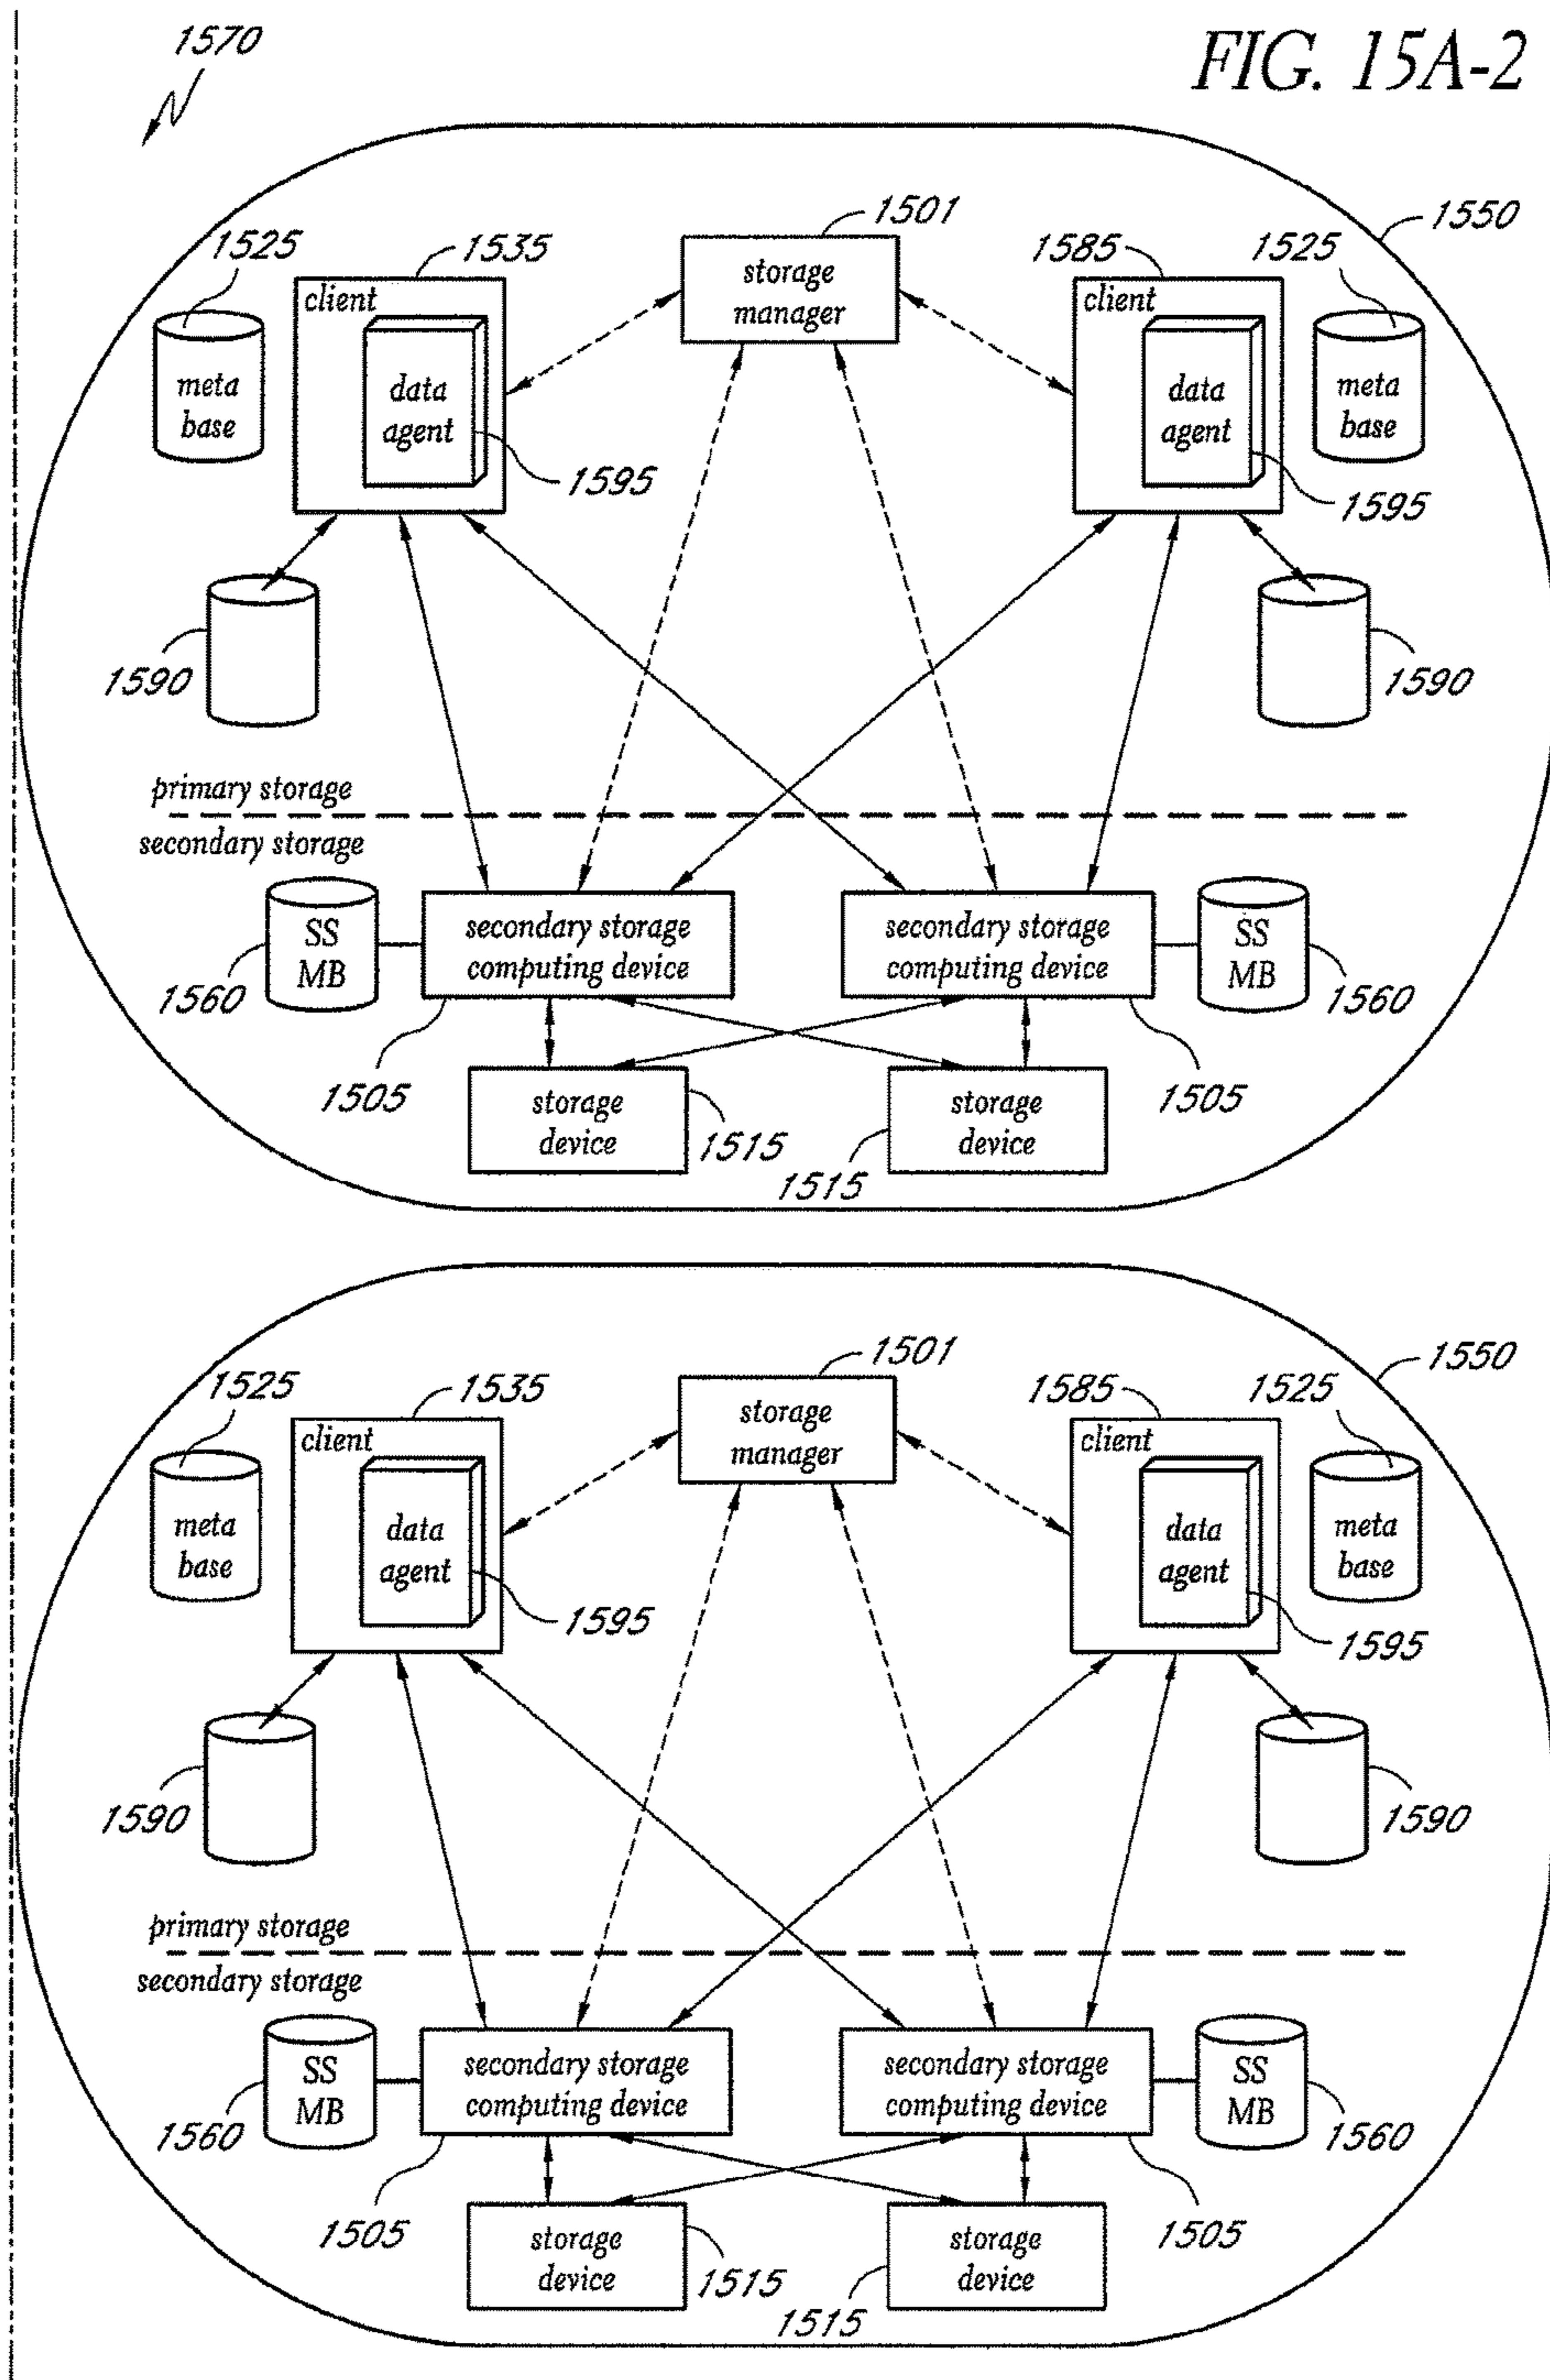 1570
FIG. 15A-2
1501
1550
1525
1535
1585
1525
storage
manager
client
client
meta
base
data
agent
data
agent
meta
base
1595
1595
1590
1590
primary storage
secondary storage
SS
MB
secondary storage
computing device
secondary storage
computing device
SS
MB
1560
1560
1505
1505
storage
device
storage
device
1515
1515
1501
1550
1525
1535
1585
1525
storage
manager
client
client
meta
base
data
agent
data
agent
meta
base
1595
1595
1590
1590
primary storage
secondary storage
SS
MB
secondary storage
computing device
secondary storage
computing device
SS
MB
1560
1560
1505
1505
storage
device
storage
device
1515
1515